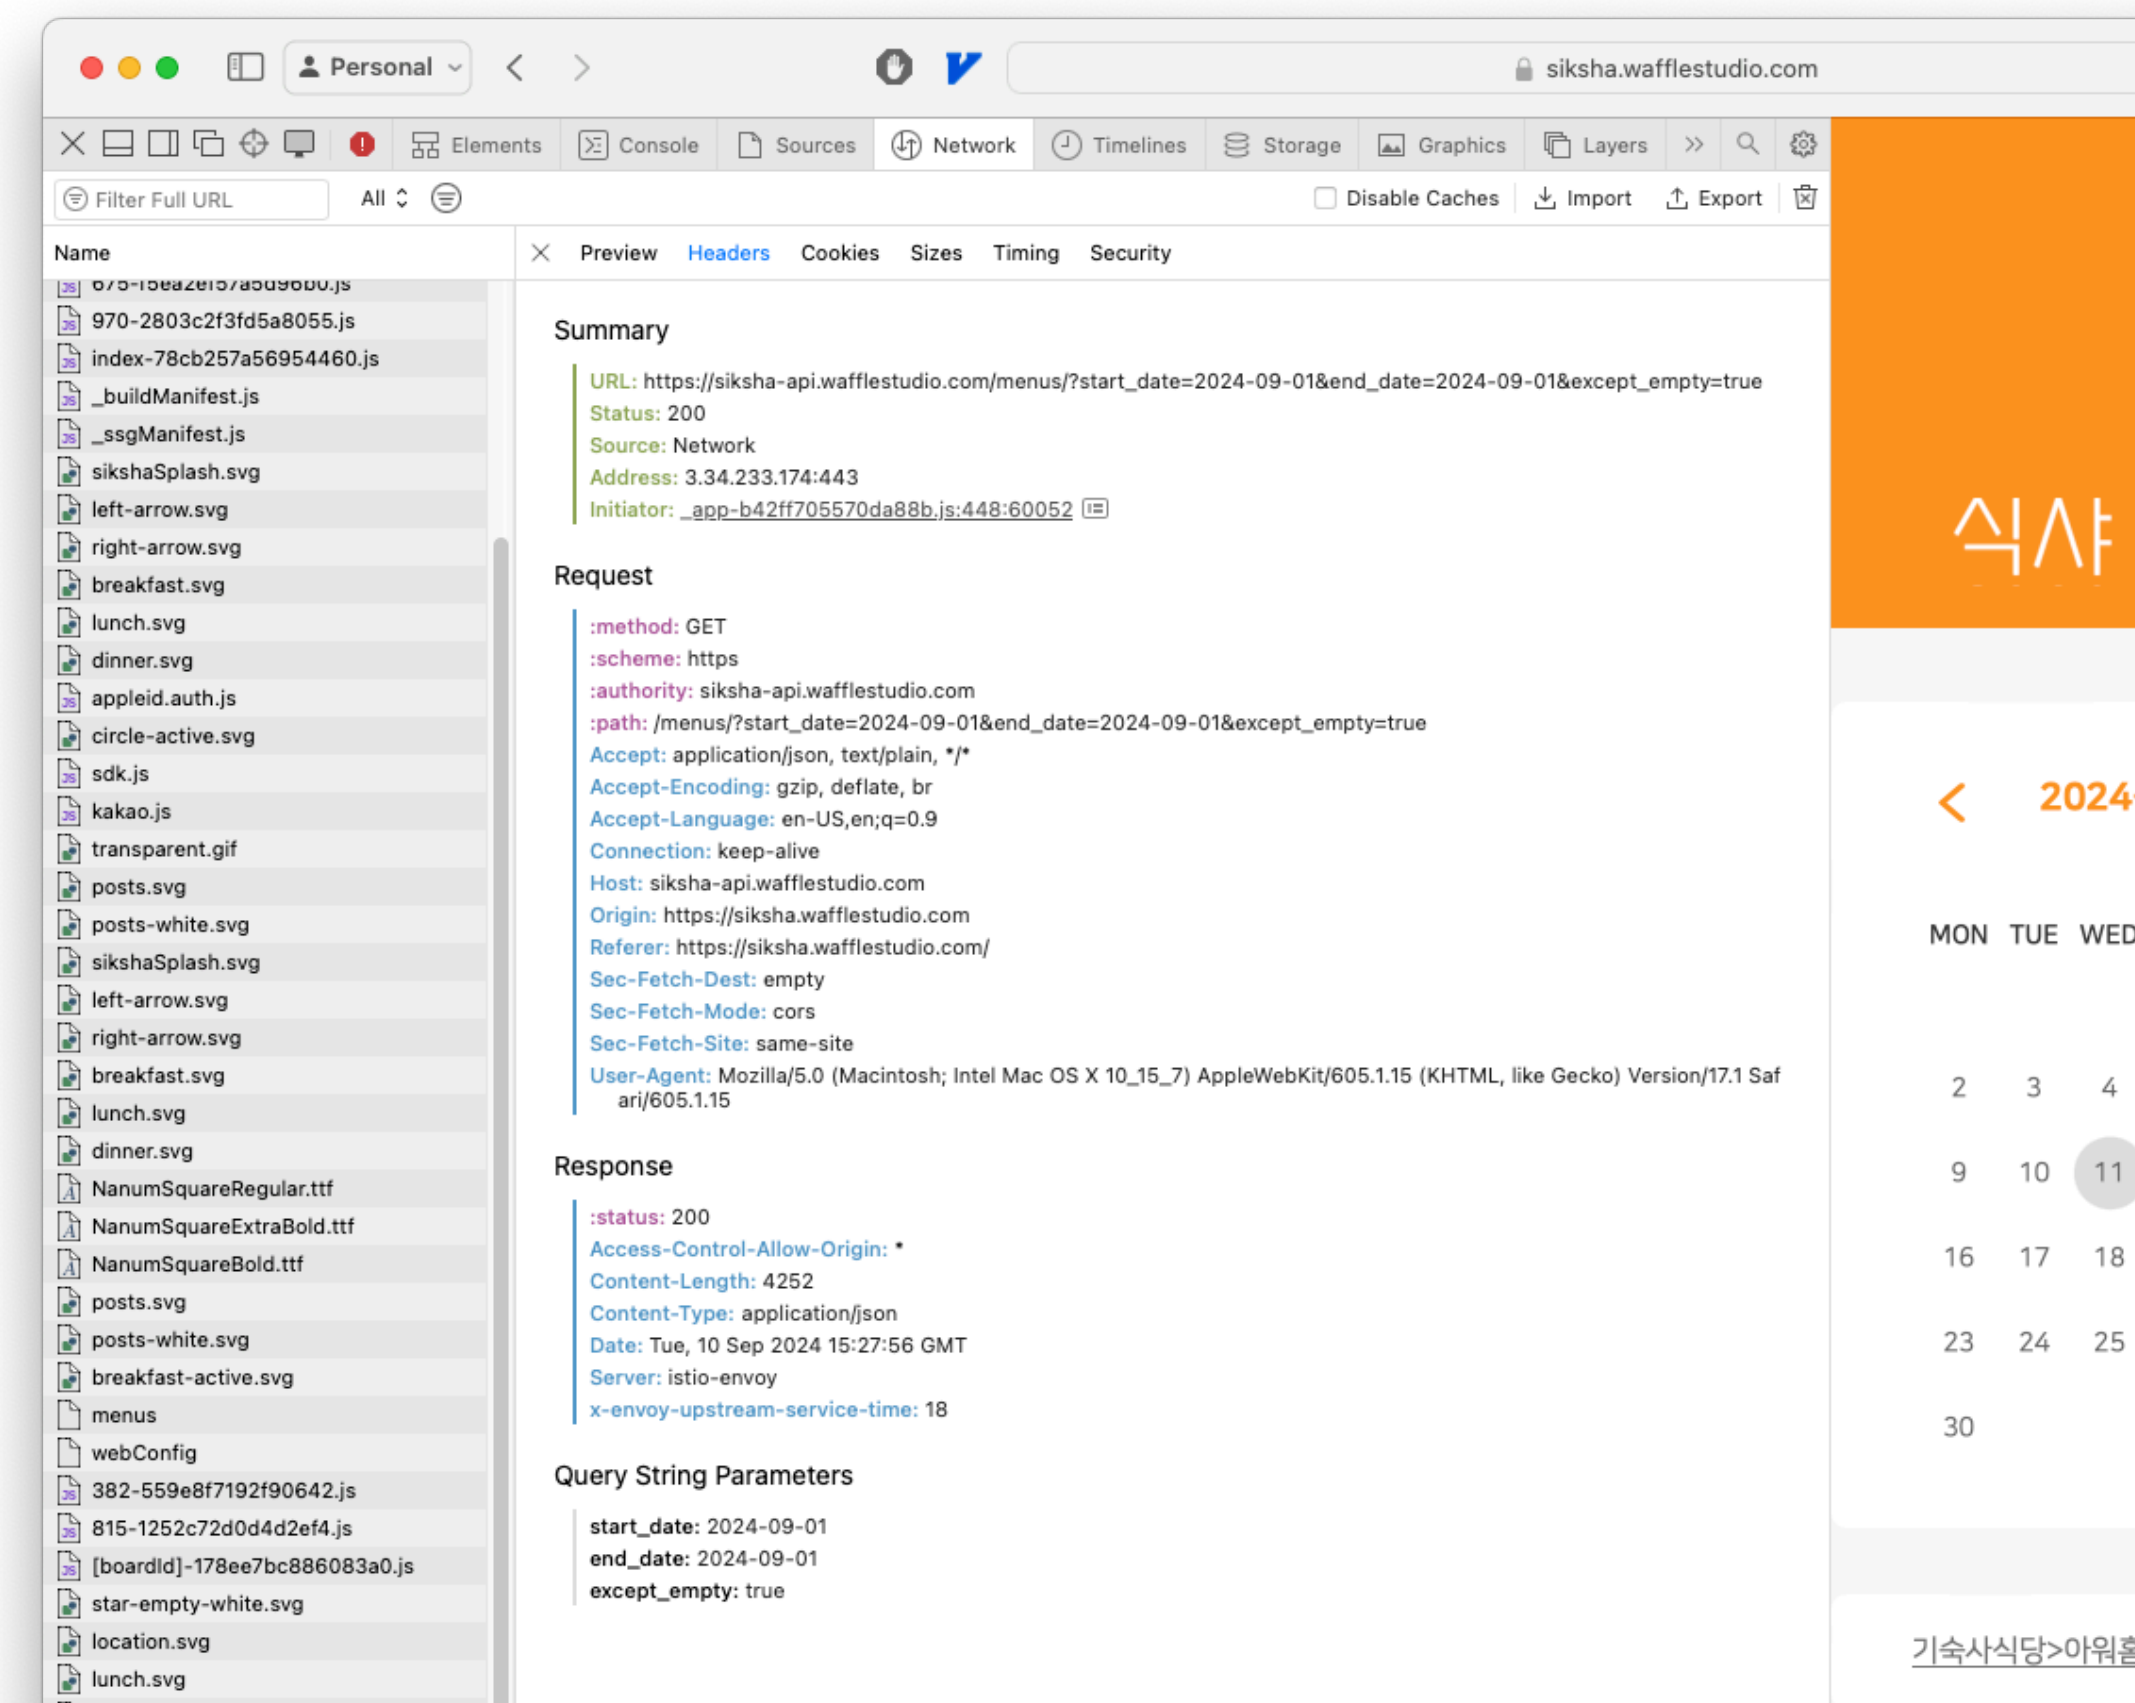 Personal
siksha.wafflestudio.com
Elements
Console
Sources
Network
Timelines
Storage
Graphics
Layers
Filter Full URL
All
Disable Caches
Import
Export
Name
Preview
Headers
Cookies
Sizes
Timing
Security
675-f5ea2ef57a5d96b0.js
970-2803c2f3fd5a8055.js
index-78cb257a56954460.js
_buildManifest.js
_ssgManifest.js
sikshaSplash.svg
left-arrow.svg
right-arrow.svg
breakfast.svg
lunch.svg
dinner.svg
appleid.auth.js
circle-active.svg
sdk.js
kakao.js
transparent.gif
posts.svg
posts-white.svg
sikshaSplash.svg
left-arrow.svg
right-arrow.svg
breakfast.svg
lunch.svg
dinner.svg
NanumSquareRegular.ttf
NanumSquareExtraBold.ttf
NanumSquareBold.ttf
posts.svg
posts-white.svg
breakfast-active.svg
menus
webConfig
382-559e8f7192f90642.js
815-1252c72d0d4d2ef4.js
[boardId]-178ee7bc886083a0.js
star-empty-white.svg
location.svg
lunch.svg
Summary
URL: https://siksha-api.wafflestudio.com/menus/?start_date=2024-09-01&end_date=2024-09-01&except_empty=true
Status: 200
Source: Network
Address: 3.34.233.174:443
Initiator: _app-b42ff705570da88b.js:448:60052
Request
:method: GET
:scheme: https
:authority: siksha-api.wafflestudio.com
:path: /menus/?start_date=2024-09-01&end_date=2024-09-01&except_empty=true
Accept: application/json, text/plain, */*
Accept-Encoding: gzip, deflate, br
Accept-Language: en-US,en;q=0.9
Connection: keep-alive
Host: siksha-api.wafflestudio.com
Origin: https://siksha.wafflestudio.com
Referer: https://siksha.wafflestudio.com/
Sec-Fetch-Dest: empty
Sec-Fetch-Mode: cors
Sec-Fetch-Site: same-site
User-Agent: Mozilla/5.0 (Macintosh; Intel Mac OS X 10_15_7) AppleWebKit/605.1.15 (KHTML, like Gecko) Version/17.1 Saf
ari/605.1.15
Response
:status: 200
Access-Control-Allow-Origin: *
Content-Length: 4252
Content-Type: application/json
Date: Tue, 10 Sep 2024 15:27:56 GMT
Server: istio-envoy
x-envoy-upstream-service-time: 18
Query String Parameters
start_date: 2024-09-01
end_date: 2024-09-01
except_empty: true
식샤
2024
MON TUE WED
2 3 4
9 10 11
16 17 18
23 24 25
30
기숙사식당>아워홈